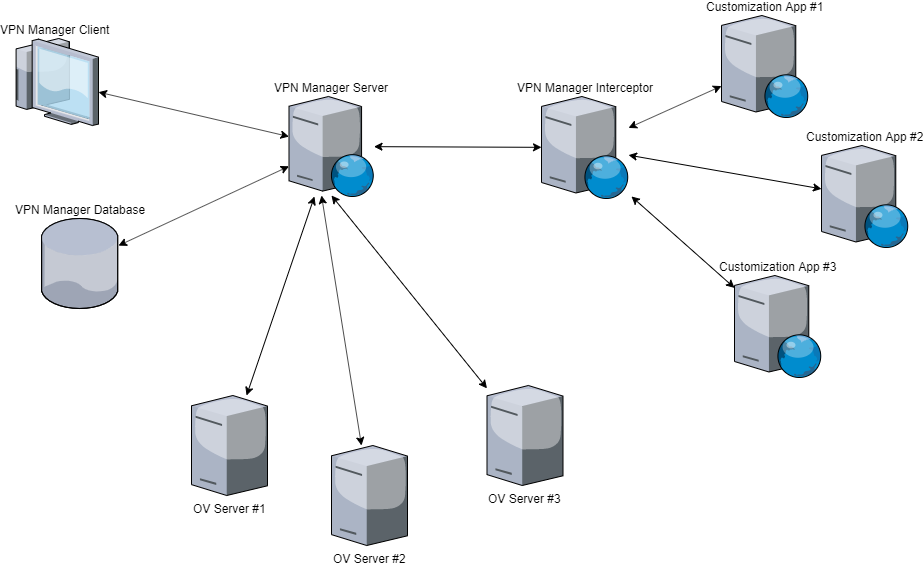 Customization App #1
VPN Manager Client
VPN Manager Server
VPN Manager Interceptor
Customization App #2
VPN Manager Database
Customization App #3
OV Server #1
OV Server #3
OV Server #2